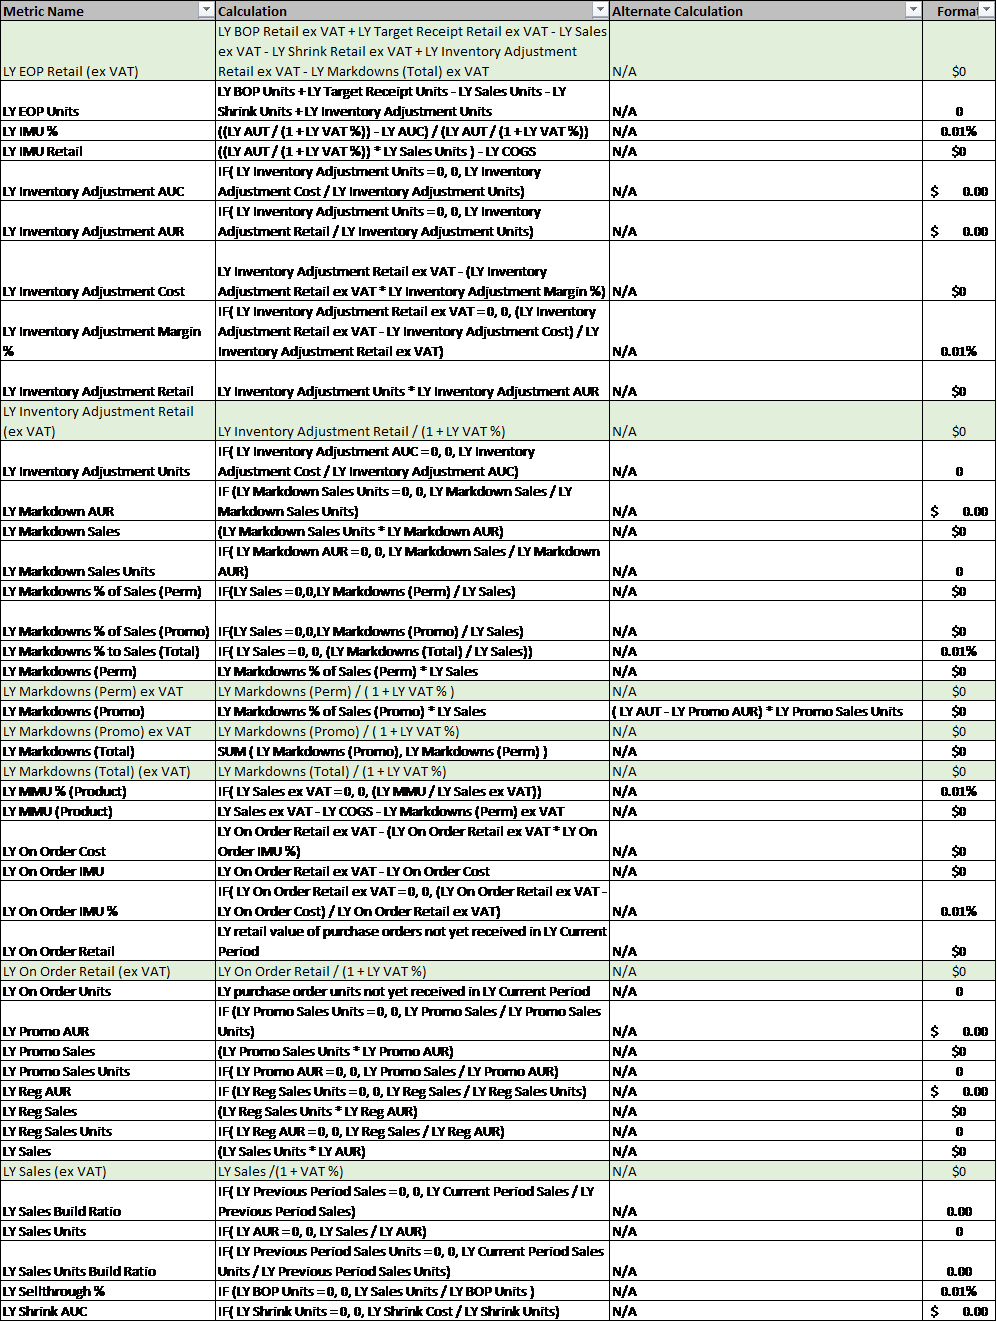 Metric Name Calculation Alternate Calculation Format
LY BOP Retail ex VAT + LY Target Receipt Retail ex VAT - LY Sales
ex VAT - LY Shrink Retail ex VAT + LY Inventory Adjustment
LY EOP Retail (ex VAT) Retail ex VAT - LY Markdowns (Total) ex VAT N/A $0
LY BOP Units + LY Target Receipt Units - LY Sales Units - LY
LY EOP Units Shrink Units + LY Inventory Adjustment Units N/A 0
LY IMU % ((LY AUT / (1 + LY VAT %)) - LY AUC) / (LY AUT / (1 + LY VAT %)) N/A 0.01%
LY IMU Retail ((LY AUT / (1 + LY VAT %)) * LY Sales Units ) - LY COGS N/A $0
IF( LY Inventory Adjustment Units = 0, 0, LY Inventory
LY Inventory Adjustment AUC Adjustment Cost / LY Inventory Adjustment Units) N/A $ 0.00
IF( LY Inventory Adjustment Units = 0, 0, LY Inventory
LY Inventory Adjustment AUR Adjustment Retail / LY Inventory Adjustment Units) N/A $ 0.00
LY Inventory Adjustment Retail ex VAT - (LY Inventory
LY Inventory Adjustment Cost Adjustment Retail ex VAT * LY Inventory Adjustment Margin %) N/A $0
IF( LY Inventory Adjustment Retail ex VAT = 0, 0, (LY Inventory
LY Inventory Adjustment Margin Adjustment Retail ex VAT - LY Inventory Adjustment Cost) / LY
% Inventory Adjustment Retail ex VAT) N/A 0.01%
LY Inventory Adjustment Retail LY Inventory Adjustment Units * LY Inventory Adjustment AUR N/A $0
LY Inventory Adjustment Retail
(ex VAT) LY Inventory Adjustment Retail / (1 + LY VAT %) N/A $0
IF( LY Inventory Adjustment AUC = 0, 0, LY Inventory
LY Inventory Adjustment Units Adjustment Cost / LY Inventory Adjustment AUC) N/A 0
IF (LY Markdown Sales Units = 0, 0, LY Markdown Sales / LY
LY Markdown AUR Markdown Sales Units) N/A $ 0.00
LY Markdown Sales (LY Markdown Sales Units * LY Markdown AUR) N/A $0
IF( LY Markdown AUR = 0, 0, LY Markdown Sales / LY Markdown
LY Markdown Sales Units AUR) N/A 0
LY Markdowns % of Sales (Perm) IF(LY Sales = 0,0,LY Markdowns (Perm) / LY Sales) N/A $0
LY Markdowns % of Sales (Promo) IF(LY Sales = 0,0,LY Markdowns (Promo) / LY Sales) N/A $0
LY Markdowns % to Sales (Total) IF( LY Sales = 0, 0, (LY Markdowns (Total) / LY Sales)) N/A 0.01%
LY Markdowns (Perm) LY Markdowns % of Sales (Perm) * LY Sales N/A $0
LY Markdowns (Perm) ex VAT LY Markdowns (Perm) / ( 1 + LY VAT % ) N/A $0
LY Markdowns (Promo) LY Markdowns % of Sales (Promo) * LY Sales ( LY AUT - LY Promo AUR) * LY Promo Sales Units $0
LY Markdowns (Promo) ex VAT LY Markdowns (Promo) / ( 1 + LY VAT %) N/A $0
LY Markdowns (Total) SUM ( LY Markdowns (Promo), LY Markdowns (Perm) ) N/A $0
LY Markdowns (Total) (ex VAT) LY Markdowns (Total) / (1 + LY VAT %) N/A $0
LY MMU % (Product) IF( LY Sales ex VAT = 0, 0, (LY MMU / LY Sales ex VAT)) N/A 0.01%
LY MMU (Product) LY Sales ex VAT - LY COGS - LY Markdowns (Perm) ex VAT N/A $0
LY On Order Retail ex VAT - (LY On Order Retail ex VAT * LY On
LY On Order Cost Order IMU %) N/A $0
LY On Order IMU LY On Order Retail ex VAT - LY On Order Cost N/A $0
IF( LY On Order Retail ex VAT = 0, 0, (LY On Order Retail ex VAT -
LY On Order IMU % LY On Order Cost) / LY On Order Retail ex VAT) N/A 0.01%
LY retail value of purchase orders not yet received in LY Current
LY On Order Retail Period N/A $0
LY On Order Retail (ex VAT) LY On Order Retail / (1 + LY VAT %) N/A $0
LY On Order Units LY purchase order units not yet received in LY Current Period N/A 0
IF (LY Promo Sales Units = 0, 0, LY Promo Sales / LY Promo Sales
LY Promo AUR Units) N/A $ 0.00
LY Promo Sales (LY Promo Sales Units * LY Promo AUR) N/A $0
LY Promo Sales Units IF( LY Promo AUR = 0, 0, LY Promo Sales / LY Promo AUR) N/A 0
LY Reg AUR IF (LY Reg Sales Units = 0, 0, LY Reg Sales / LY Reg Sales Units) N/A $ 0.00
LY Reg Sales (LY Reg Sales Units * LY Reg AUR) N/A $0
LY Reg Sales Units IF( LY Reg AUR = 0, 0, LY Reg Sales / LY Reg AUR) N/A 0
LY Sales (LY Sales Units * LY AUR) N/A $0
LY Sales (ex VAT) LY Sales /(1 + VAT %) N/A $0
IF( LY Previous Period Sales = 0, 0, LY Current Period Sales / LY
LY Sales Build Ratio Previous Period Sales) N/A 0.00
LY Sales Units IF( LY AUR = 0, 0, LY Sales / LY AUR) N/A 0
IF( LY Previous Period Sales Units = 0, 0, LY Current Period Sales
LY Sales Units Build Ratio Units / LY Previous Period Sales Units) N/A 0.00
LY Sellthrough % IF (LY BOP Units = 0, 0, LY Sales Units / LY BOP Units ) N/A 0.01%
LY Shrink AUC IF( LY Shrink Units = 0, 0, LY Shrink Cost / LY Shrink Units) N/A $ 0.00